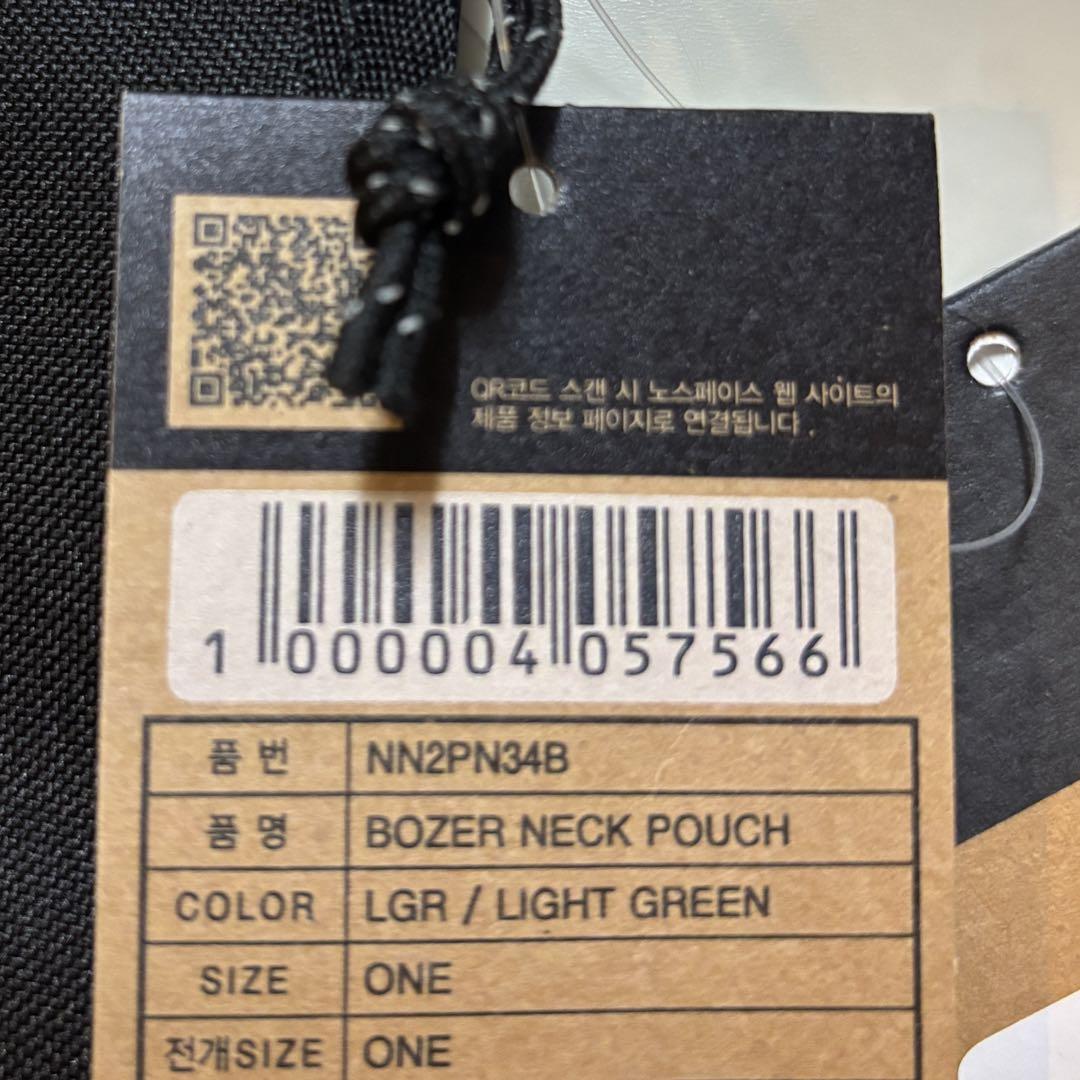 QR코드 스캔 시 노스페이스 웹 사이트의
제품 정보 페이지로 연결됩니다.
1 000004 057566
품번 NN2PN34B
품명 BOZER NECK POUCH
COLOR LGR / LIGHT GREEN
SIZE ONE
전개SIZE ONE